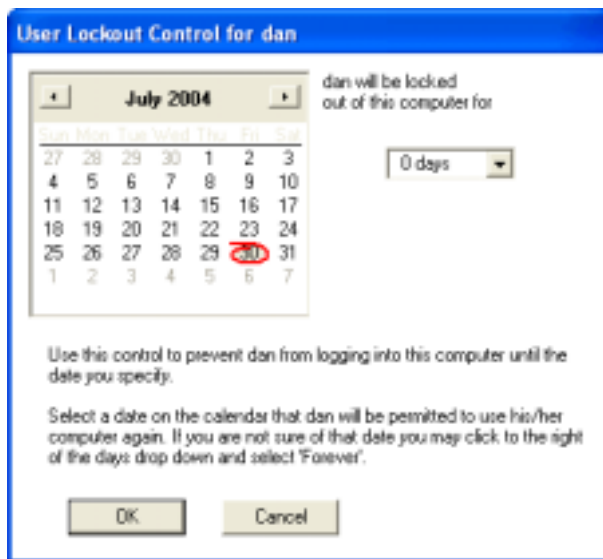 User Lockout Control for dan
July 2004
Sun Mon Tue Wed Thu Fri Sat
27 28 29 30 1 2 3
4 5 6 7 8 9 10
11 12 13 14 15 16 17
18 19 20 21 22 23 24
25 26 27 28 29 30 31
1 2 3 4 5 6 7
dan will be locked
out of this computer for
0 days
Use this control to prevent dan from logging into this computer until the
date you specify.
Select a date on the calendar that dan will be permitted to use his/her
computer again. If you are not sure of that date you may click to the right
of the days drop down and select 'Forever'.
OK
Cancel